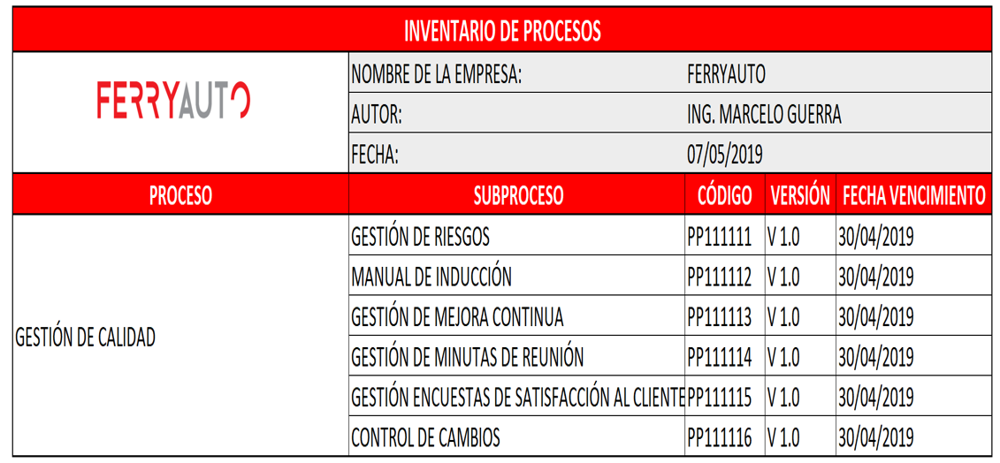 INVENTARIO DE PROCESOS
FERRYAUTO
NOMBRE DE LA EMPRESA: FERRYAUTO
AUTOR: ING. MARCELO GUERRA
FECHA: 07/05/2019
PROCESO SUBPROCESO CÓDIGO VERSIÓN FECHA VENCIMIENTO
GESTIÓN DE CALIDAD
GESTIÓN DE RIESGOS PP111111 V 1.0 30/04/2019
MANUAL DE INDUCCIÓN PP111112 V 1.0 30/04/2019
GESTIÓN DE MEJORA CONTINUA PP111113 V 1.0 30/04/2019
GESTIÓN DE MINUTAS DE REUNIÓN PP111114 V 1.0 30/04/2019
GESTIÓN ENCUESTAS DE SATISFACCIÓN AL CLIENTE PP111115 V 1.0 30/04/2019
CONTROL DE CAMBIOS PP111116 V 1.0 30/04/2019